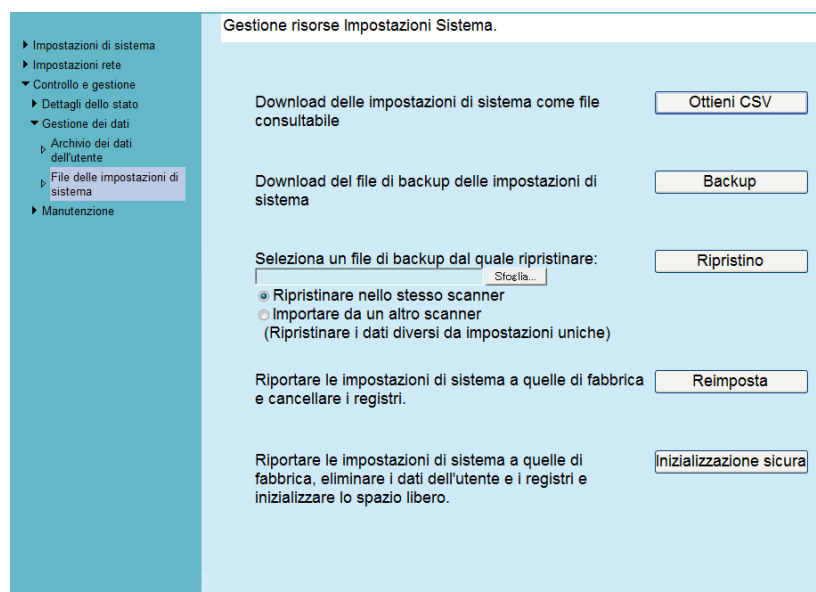 Gestione risorse Impostazioni Sistema.
Impostazioni di sistema
Impostazioni rete
Controllo e gestione
Dettagli dello stato
Gestione dei dati
Archivio dei dati
dell'utente
File delle impostazioni di
sistema
Manutenzione
Download delle impostazioni di sistema come file
consultabile
Ottieni CSV
Download del file di backup delle impostazioni di
sistema
Backup
Seleziona un file di backup dal quale ripristinare:
Sfoglia...
Ripristino
Ripristinare nello stesso scanner
Importare da un altro scanner
(Ripristinare i dati diversi da impostazioni uniche)
Riportare le impostazioni di sistema a quelle di fabbrica
e cancellare i registri.
Reimposta
Riportare le impostazioni di sistema a quelle di
fabbrica, eliminare i dati dell'utente e i registri e
inizializzare lo spazio libero.
Inizializzazione sicura